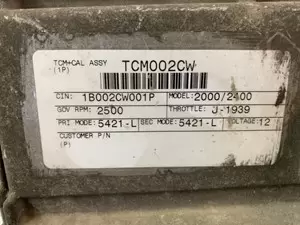 TCM+CAL ASSY TCM002CW
(1P)
CIN: 1B002CW001P MODEL: 2000/2400
GOV RPM: 2500 THROTTLE: J-1939
PRI MODE: 5421-L SEC MODE: 5421-L VOLTAGE: 12
CUSTOMER P/N
(P)